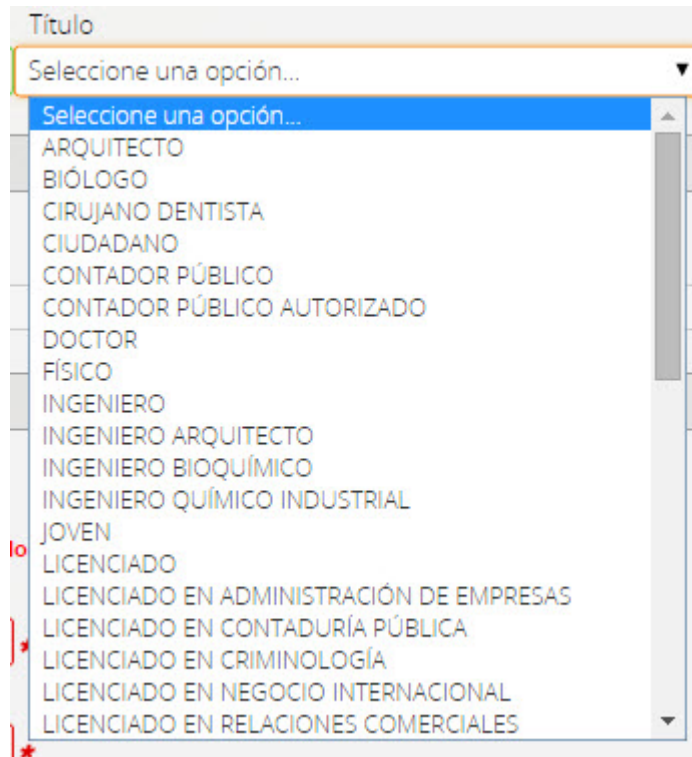 Título
Seleccione una opción...
Seleccione una opción...
ARQUITECTO
BIÓLOGO
CIRUJANO DENTISTA
CIUDADANO
CONTADOR PÚBLICO
CONTADOR PÚBLICO AUTORIZADO
DOCTOR
FÍSICO
INGENIERO
INGENIERO ARQUITECTO
INGENIERO BIOQUÍMICO
INGENIERO QUÍMICO INDUSTRIAL
JOVEN
lo
LICENCIADO
LICENCIADO EN ADMINISTRACIÓN DE EMPRESAS
LICENCIADO EN CONTADURÍA PÚBLICA
*
LICENCIADO EN CRIMINOLOGÍA
LICENCIADO EN NEGOCIO INTERNACIONAL
LICENCIADO EN RELACIONES COMERCIALES
*